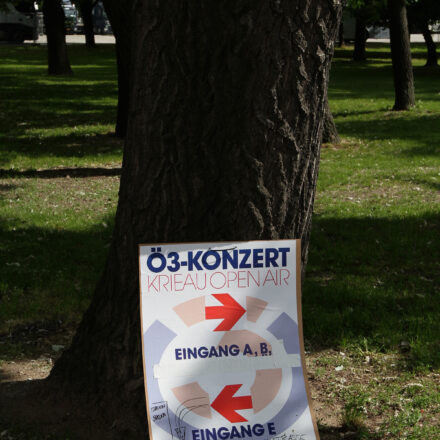 Ö3-KONZERT
KRIEAU OPEN AIR
EINGANG A, B,
EINGANG E